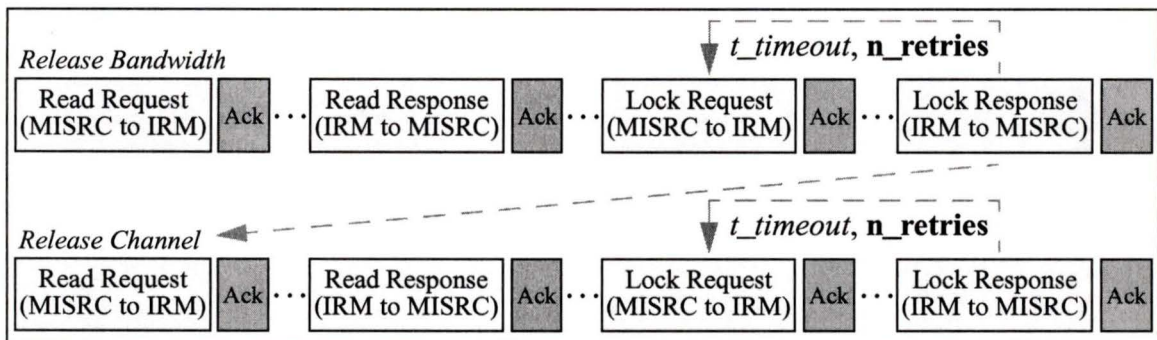 Release Bandwidth
t_timeout, n_retries
Read Request
(MISRC to IRM)
Ack
...
Read Response
(IRM to MISRC)
Ack
...
Lock Request
(MISRC to IRM)
Ack
...
Lock Response
(IRM to MISRC)
Ack
Release Channel
t_timeout, n_retries
Read Request
(MISRC to IRM)
Ack
...
Read Response
(IRM to MISRC)
Ack
...
Lock Request
(MISRC to IRM)
Ack
...
Lock Response
(IRM to MISRC)
Ack